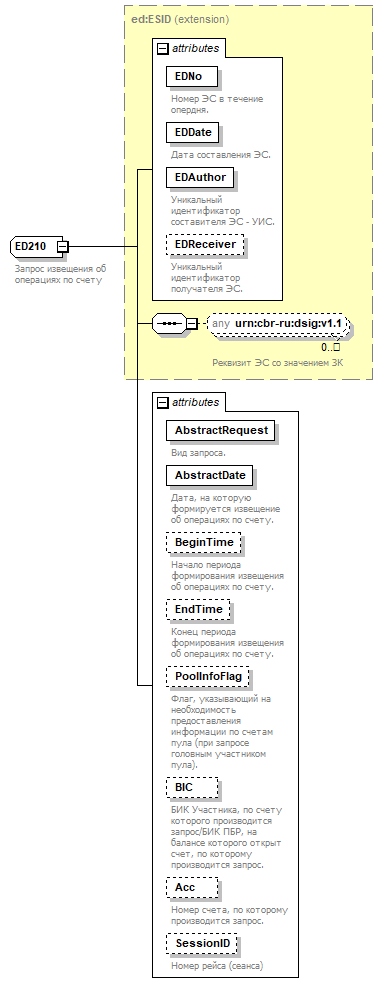 ed:ESID (extension)
attributes
EDNo
Номер ЭС в течение
опердня.
EDDate
Дата составления ЭС.
EDAuthor
Уникальный
идентификатор
составителя ЭС - УИС.
EDReceiver
Уникальный
идентификатор
получателя ЭС.
ED210
Запрос извещения об
операциях по счету
any urn:cbr-ru:dsig:v1.1
0..□
Реквизит ЭС со значением ЗК
attributes
AbstractRequest
Вид запроса.
AbstractDate
Дата, на которую
формируется извещение
об операциях по счету.
BeginTime
Начало периода
формирования извещения
об операциях по счету.
EndTime
Конец периода
формирования извещения
об операциях по счету.
PoolInfoFlag
Флаг, указывающий на
необходимость
предоставления
информации по счетам
пула (при запросе
головным участником
пула).
BIC
БИК Участника, по счету
которого производится
запрос/БИК ПБР, на
балансе которого открыт
счет, по которому
производится запрос.
Acc
Номер счета, по которому
производится запрос.
SessionID
Номер рейса (сеанса)